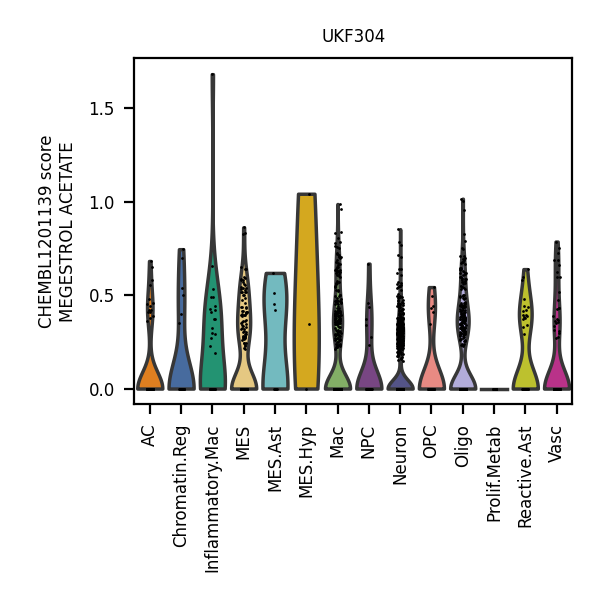 UKF304
CHEMBL1201139 score
MEGESTROL ACETATE
1.5
1.0
0.5
0.0
AC
Chromatin.Reg
Inflammatory.Mac
MES
MES.Ast
MES.Hyp
Mac
NPC
Neuron
OPC
Oligo
Prolif.Metab
Reactive.Ast
Vasc